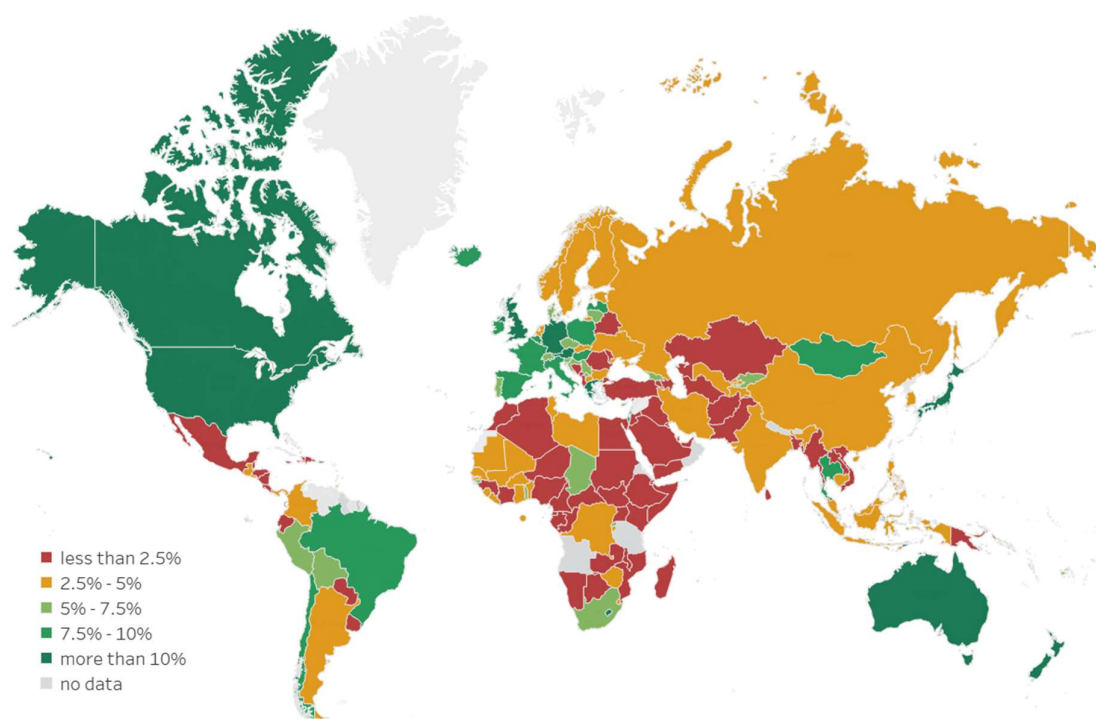 less than 2.5%
2.5% - 5%
5% - 7.5%
7.5% - 10%
more than 10%
no data